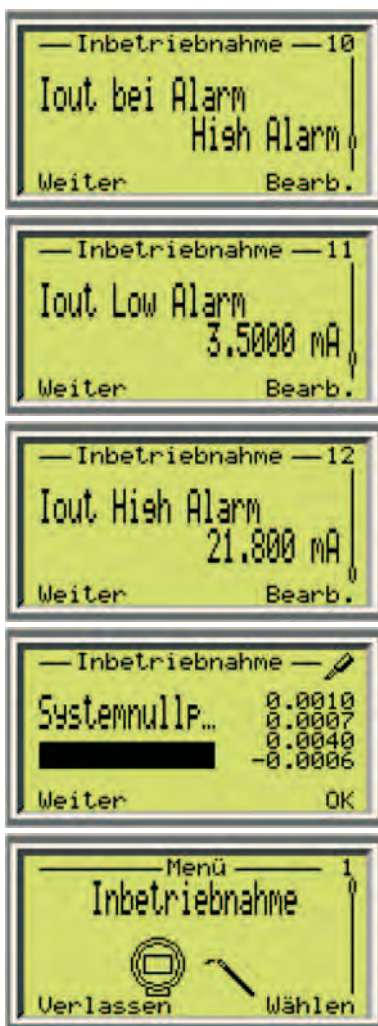 Inbetriebnahme 10
Iout bei Alarm
High Alarm
Weiter Bearb.
Inbetriebnahme 11
Iout Low Alarm
3.5000 mA
Weiter Bearb.
Inbetriebnahme 12
Iout High Alarm
21.800 mA
Weiter Bearb.
Inbetriebnahme
Systemnullp… 0.0010
0.0007
0.0040
-0.0006
Weiter OK
Menü 1
Inbetriebnahme
Verlassen Wählen